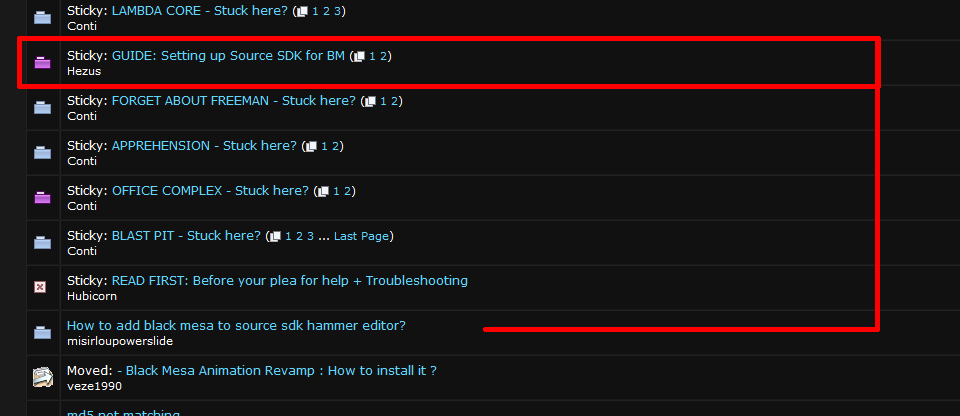 Sticky: LAMBDA CORE - Stuck here? ( 1 2 3)
Conti
Sticky: GUIDE: Setting up Source SDK for BM ( 1 2)
Hezus
Sticky: FORGET ABOUT FREEMAN - Stuck here? ( 1 2)
Conti
Sticky: APPREHENSION - Stuck here? ( 1 2)
Conti
Sticky: OFFICE COMPLEX - Stuck here? ( 1 2)
Conti
Sticky: BLAST PIT - Stuck here? ( 1 2 3 ... Last Page)
Conti
Sticky: READ FIRST: Before your plea for help + Troubleshooting
Hubicorn
How to add black mesa to source sdk hammer editor?
misirloupowerslide
Moved: - Black Mesa Animation Revamp : How to install it ?
veze1990
md5 not matching